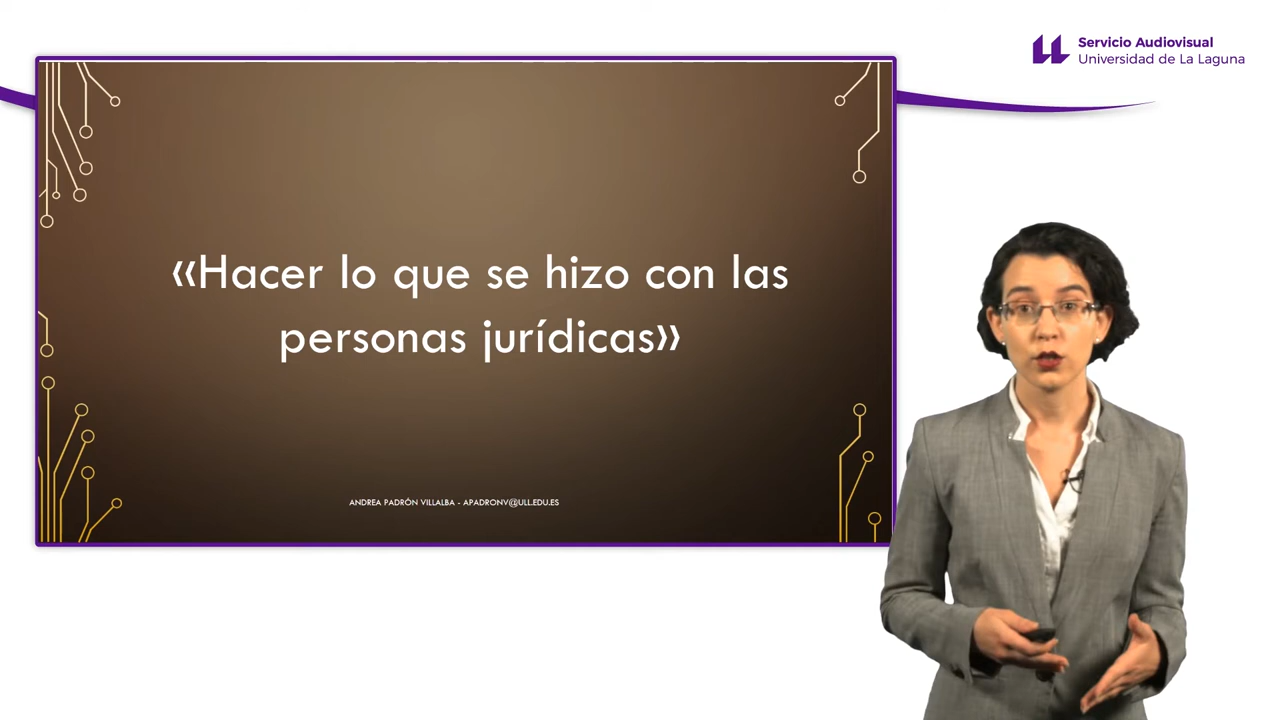 Servicio Audiovisual
Universidad de La Laguna
«Hacer lo que se hizo con las
personas jurídicas»
ANDREA PADRÓN VILLALBA - APADRONV@ULL.EDU.ES